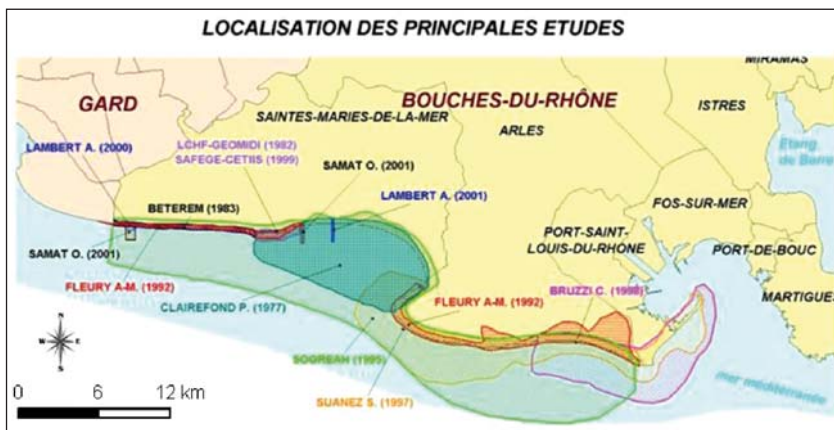 LOCALISATION DES PRINCIPALES ETUDES
MIRAMAS
GARD
BOUCHES-DU-RHÔNE
ISTRES
SAINTES-MARIES-DE-LA-MER
ARLES
LAMBERT A. (2000)
LCHF-GEOMIDI (1982)
SAFEGE-CETIIS (1999)
SAMAT O. (2001)
Etang
de Berre
BETEREM (1983)
LAMBERT A. (2001)
FOS-SUR-MER
PORT-SAINT-
LOUIS-DU-RHÔNE
PORT-DE-BOUC
SAMAT O. (2001)
FLEURY A-M. (1992)
CLAIREFOND P. (1977)
FLEURY A-M. (1992)
BRUZZI C. (1998)
MARTIGUES
N
W E
S
SOGREAH (1995)
SUANEZ S. (1997)
mer méditerranée
0 6 12 km